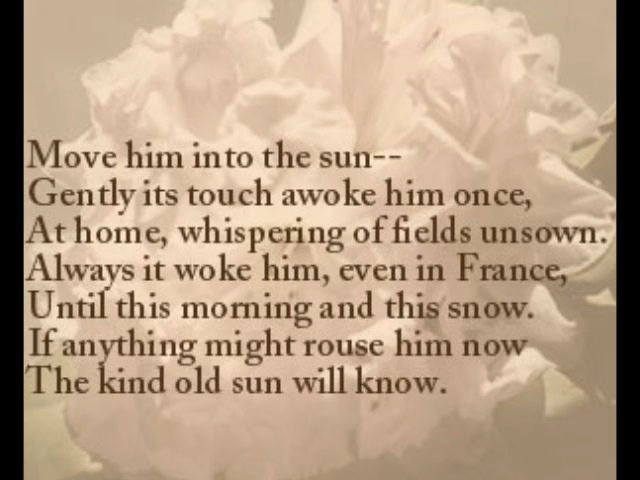 Move him into the sun--
Gently its touch awoke him once,
At home, whispering of fields unsown.
Always it woke him, even in France,
Until this morning and this snow.
If anything might rouse him now
The kind old sun will know.